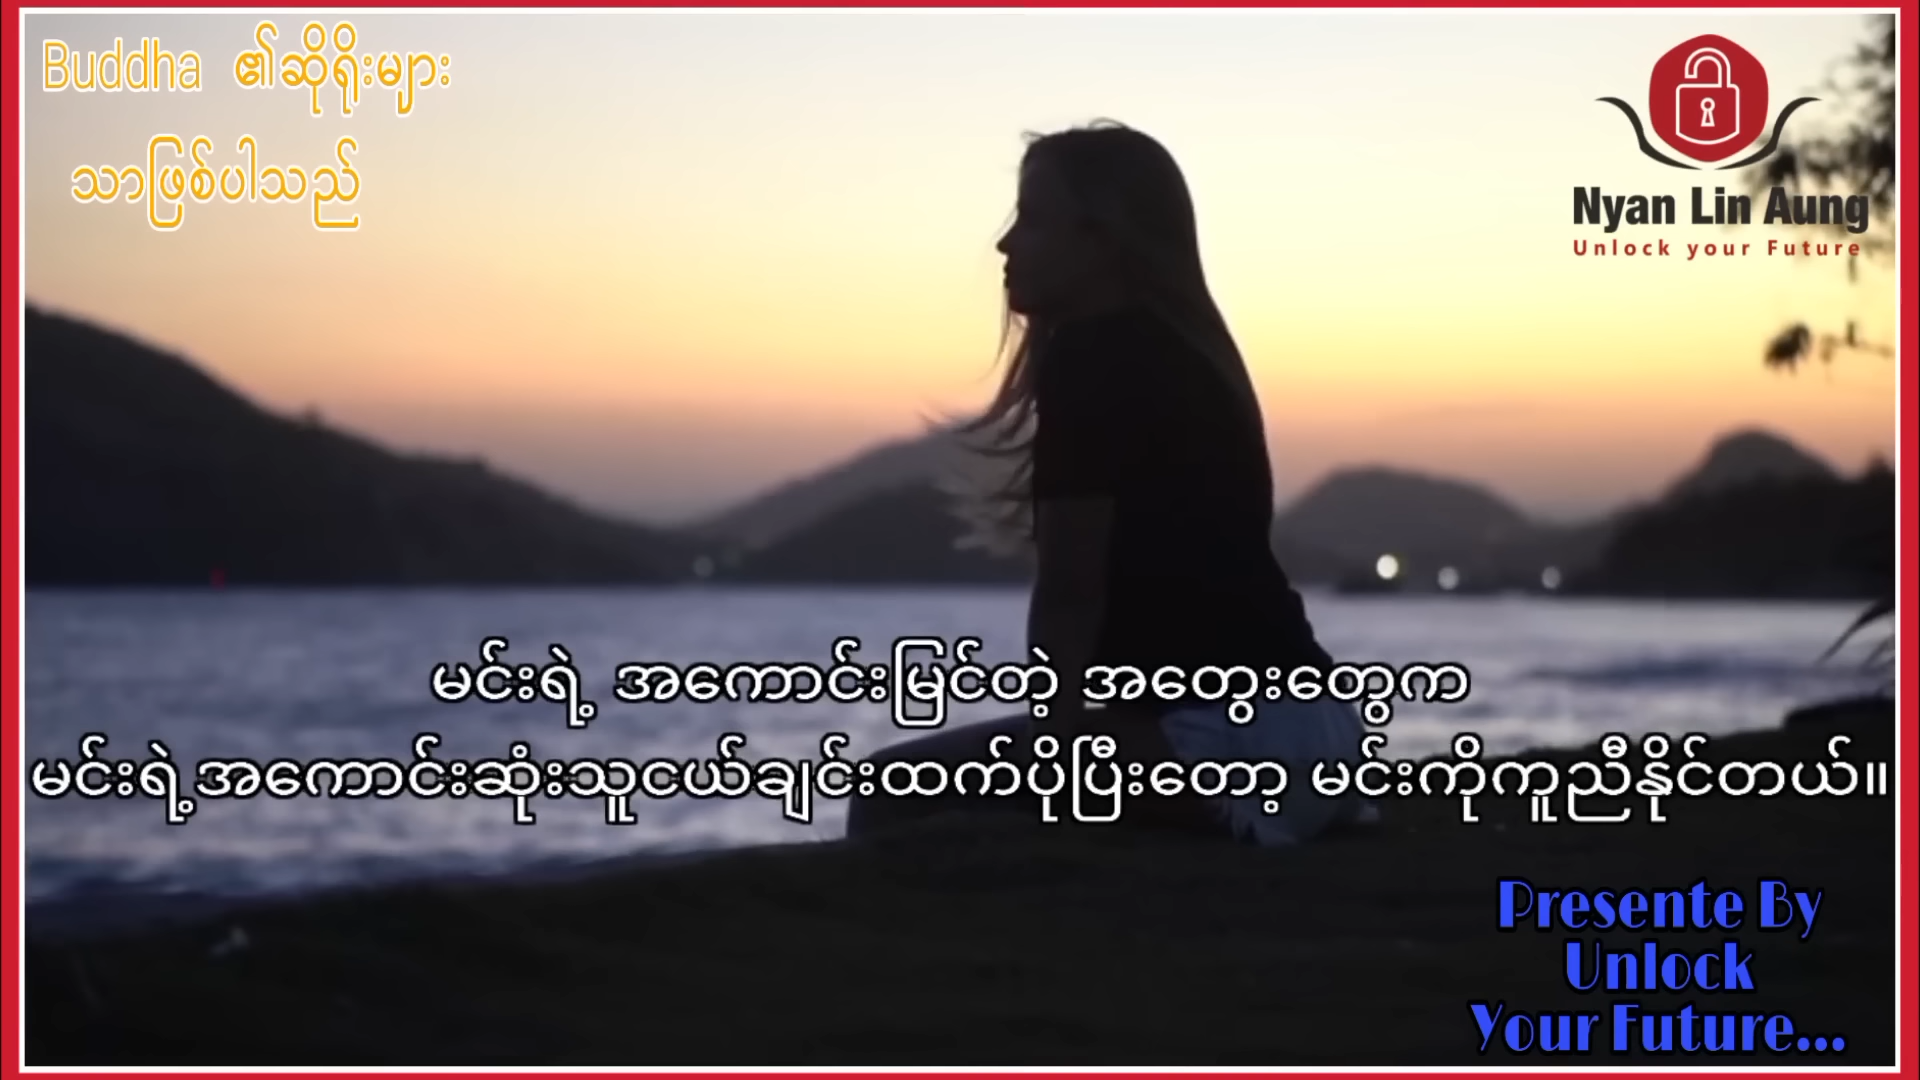 Buddha ၏ဆိုရိုးများ
သာဖြစ်ပါသည်
Nyan Lin Aung
Unlock your Future
မင်းရဲ့ အကောင်းမြင်တဲ့ အတွေးတွေက
မင်းရဲ့အကောင်းဆုံးသူငယ်ချင်းထက်ပိုပြီးတော့ မင်းကိုကူညီနိုင်တယ်။
Presente By
Unlock
Your Future...